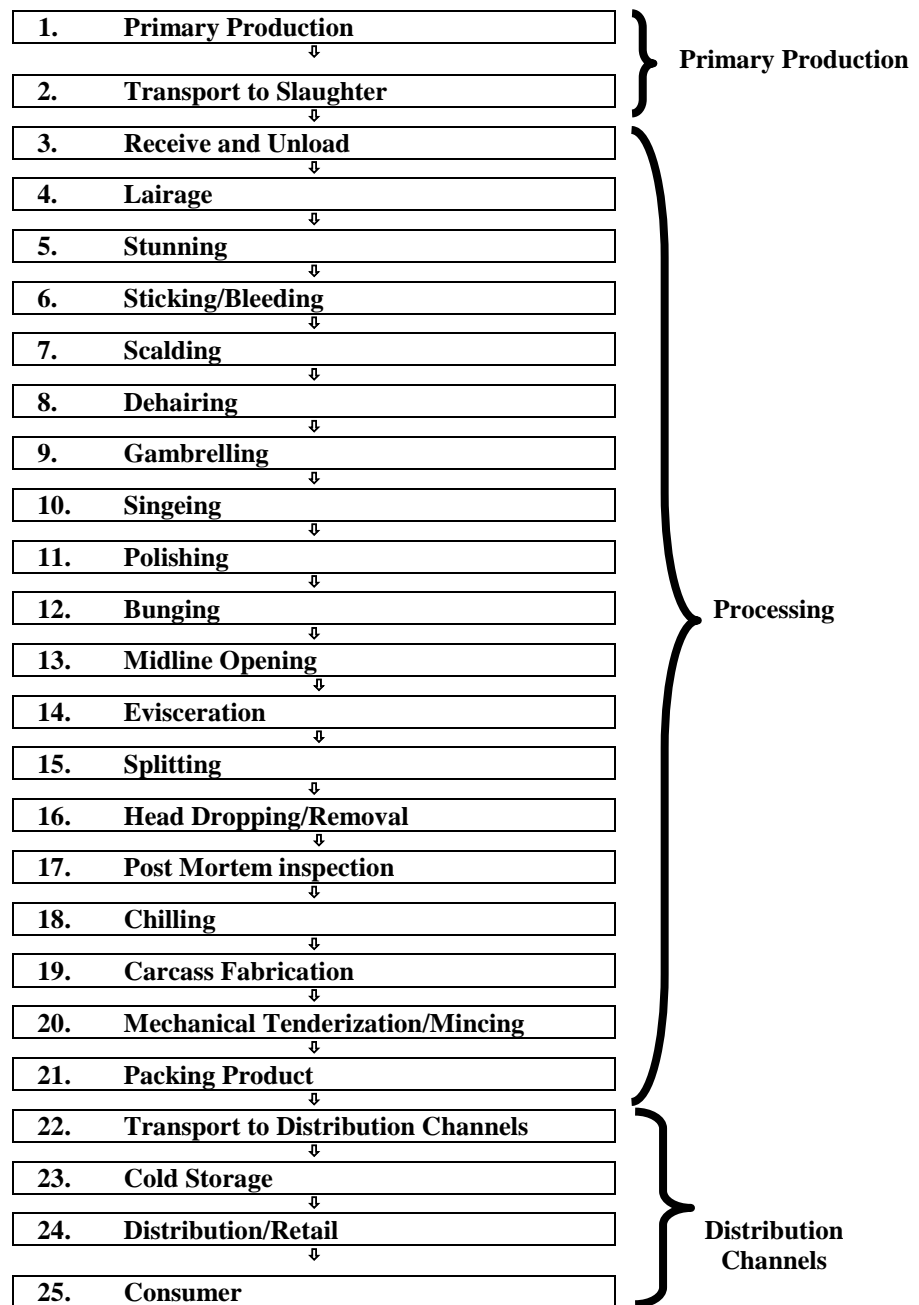 1. Primary Production
Primary Production
2. Transport to Slaughter
3. Receive and Unload
4. Lairage
5. Stunning
6. Sticking/Bleeding
7. Scalding
8. Dehairing
9. Gambrelling
10. Singeing
11. Polishing
12. Bunging
Processing
13. Midline Opening
14. Evisceration
15. Splitting
16. Head Dropping/Removal
17. Post Mortem inspection
18. Chilling
19. Carcass Fabrication
20. Mechanical Tenderization/Mincing
21. Packing Product
22. Transport to Distribution Channels
23. Cold Storage
24. Distribution/Retail
Distribution
Channels
25. Consumer